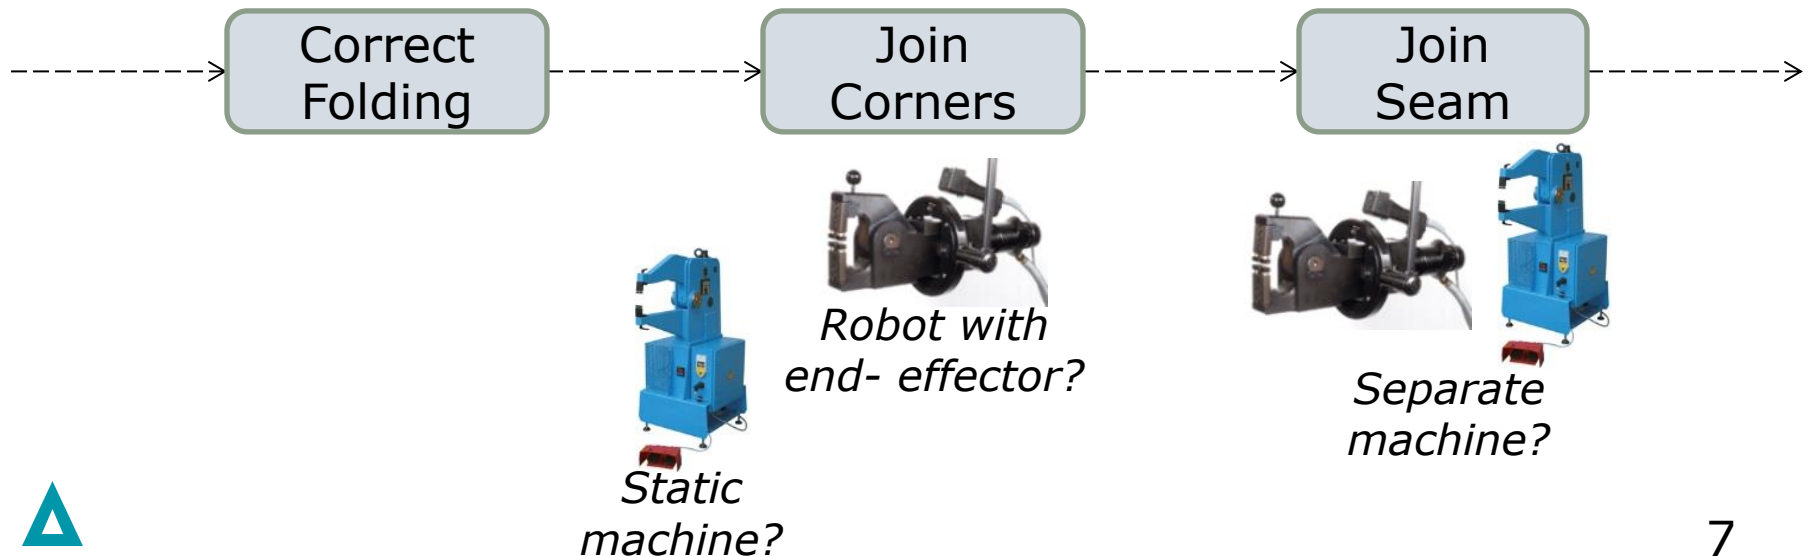 Correct
Folding
Join
Corners
Join
Seam
Robot with
end- effector?
Separate
machine?
Static
machine?
7